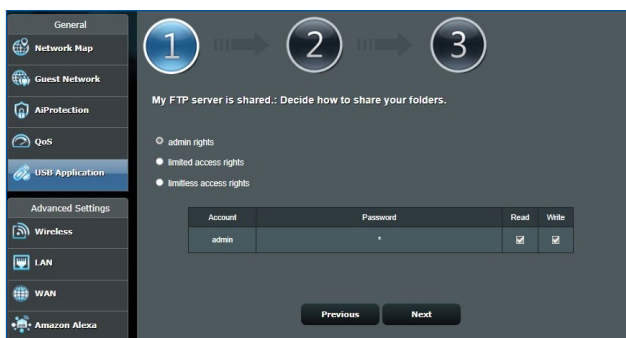 General
Network Map
Guest Network
AiProtection
QoS
USB Application
Advanced Settings
Wireless
LAN
WAN
Amazon Alexa
1 2 3
My FTP server is shared.: Decide how to share your folders.
admin rights
limited access rights
limitless access rights
Account Password Read Write
admin *
Previous Next